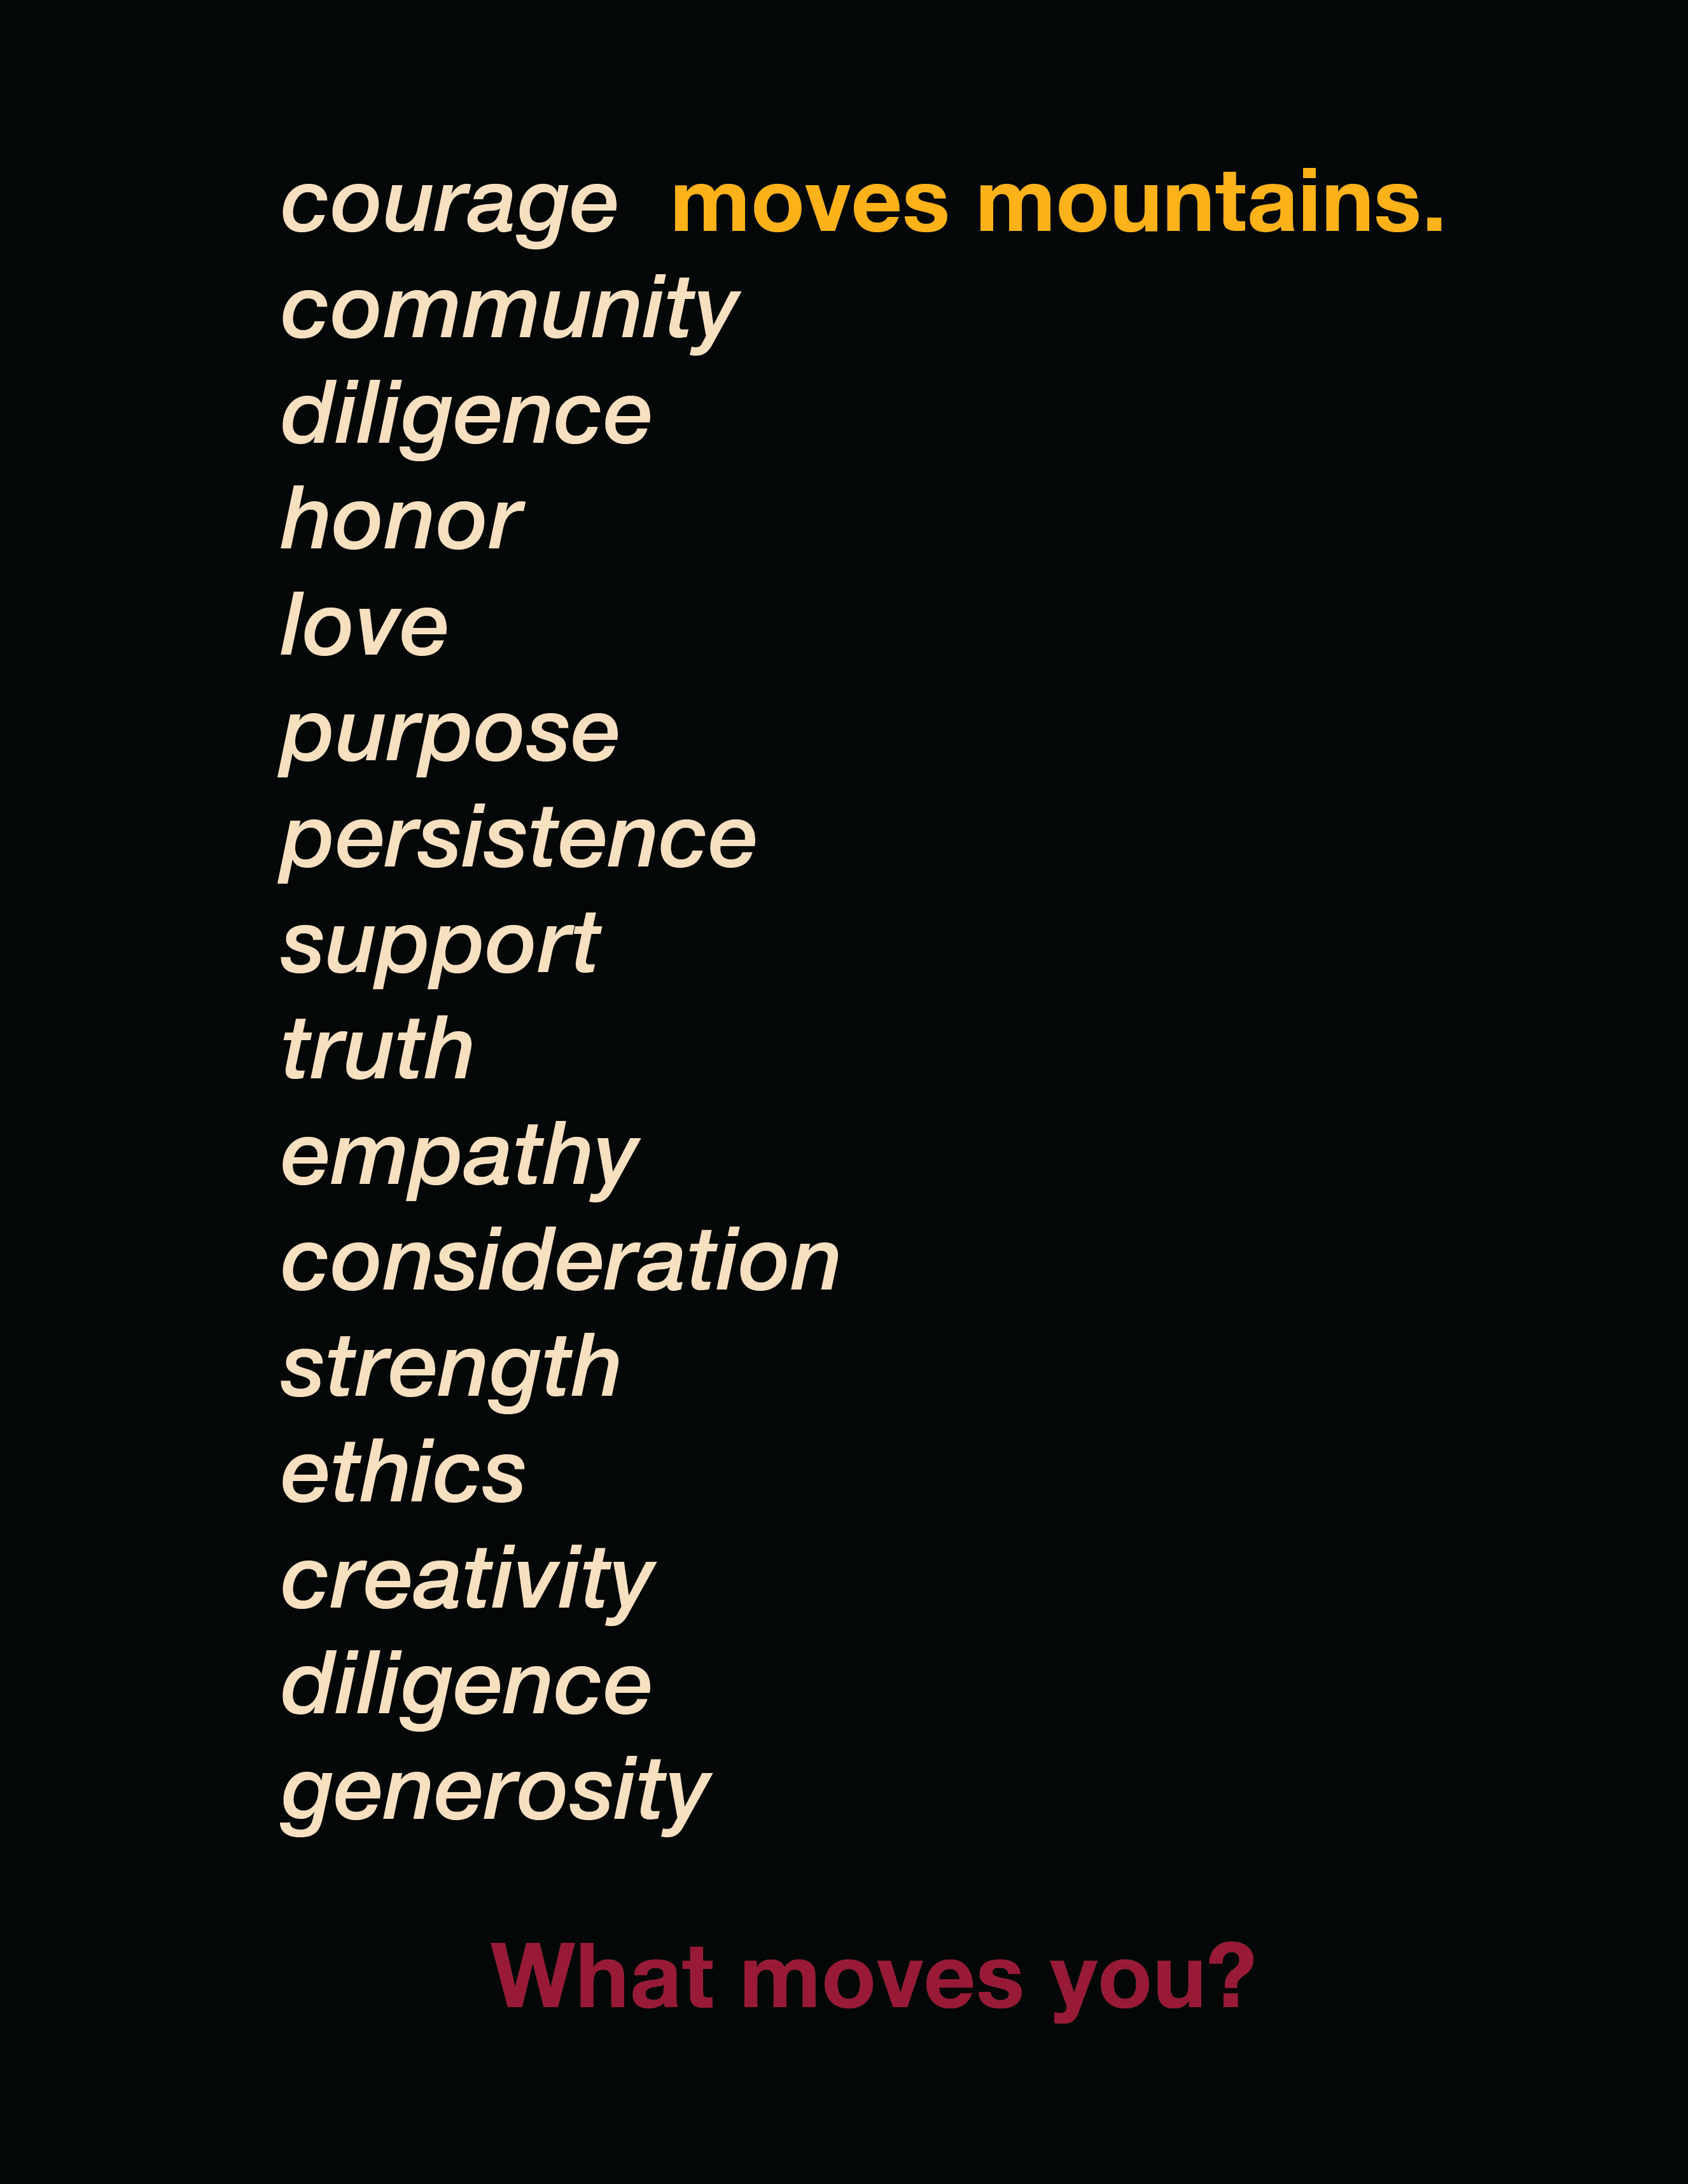 courage moves mountains.
community
diligence
honor
love
purpose
persistence
support
truth
empathy
consideration
strength
ethics
creativity
diligence
generosity
What moves you?